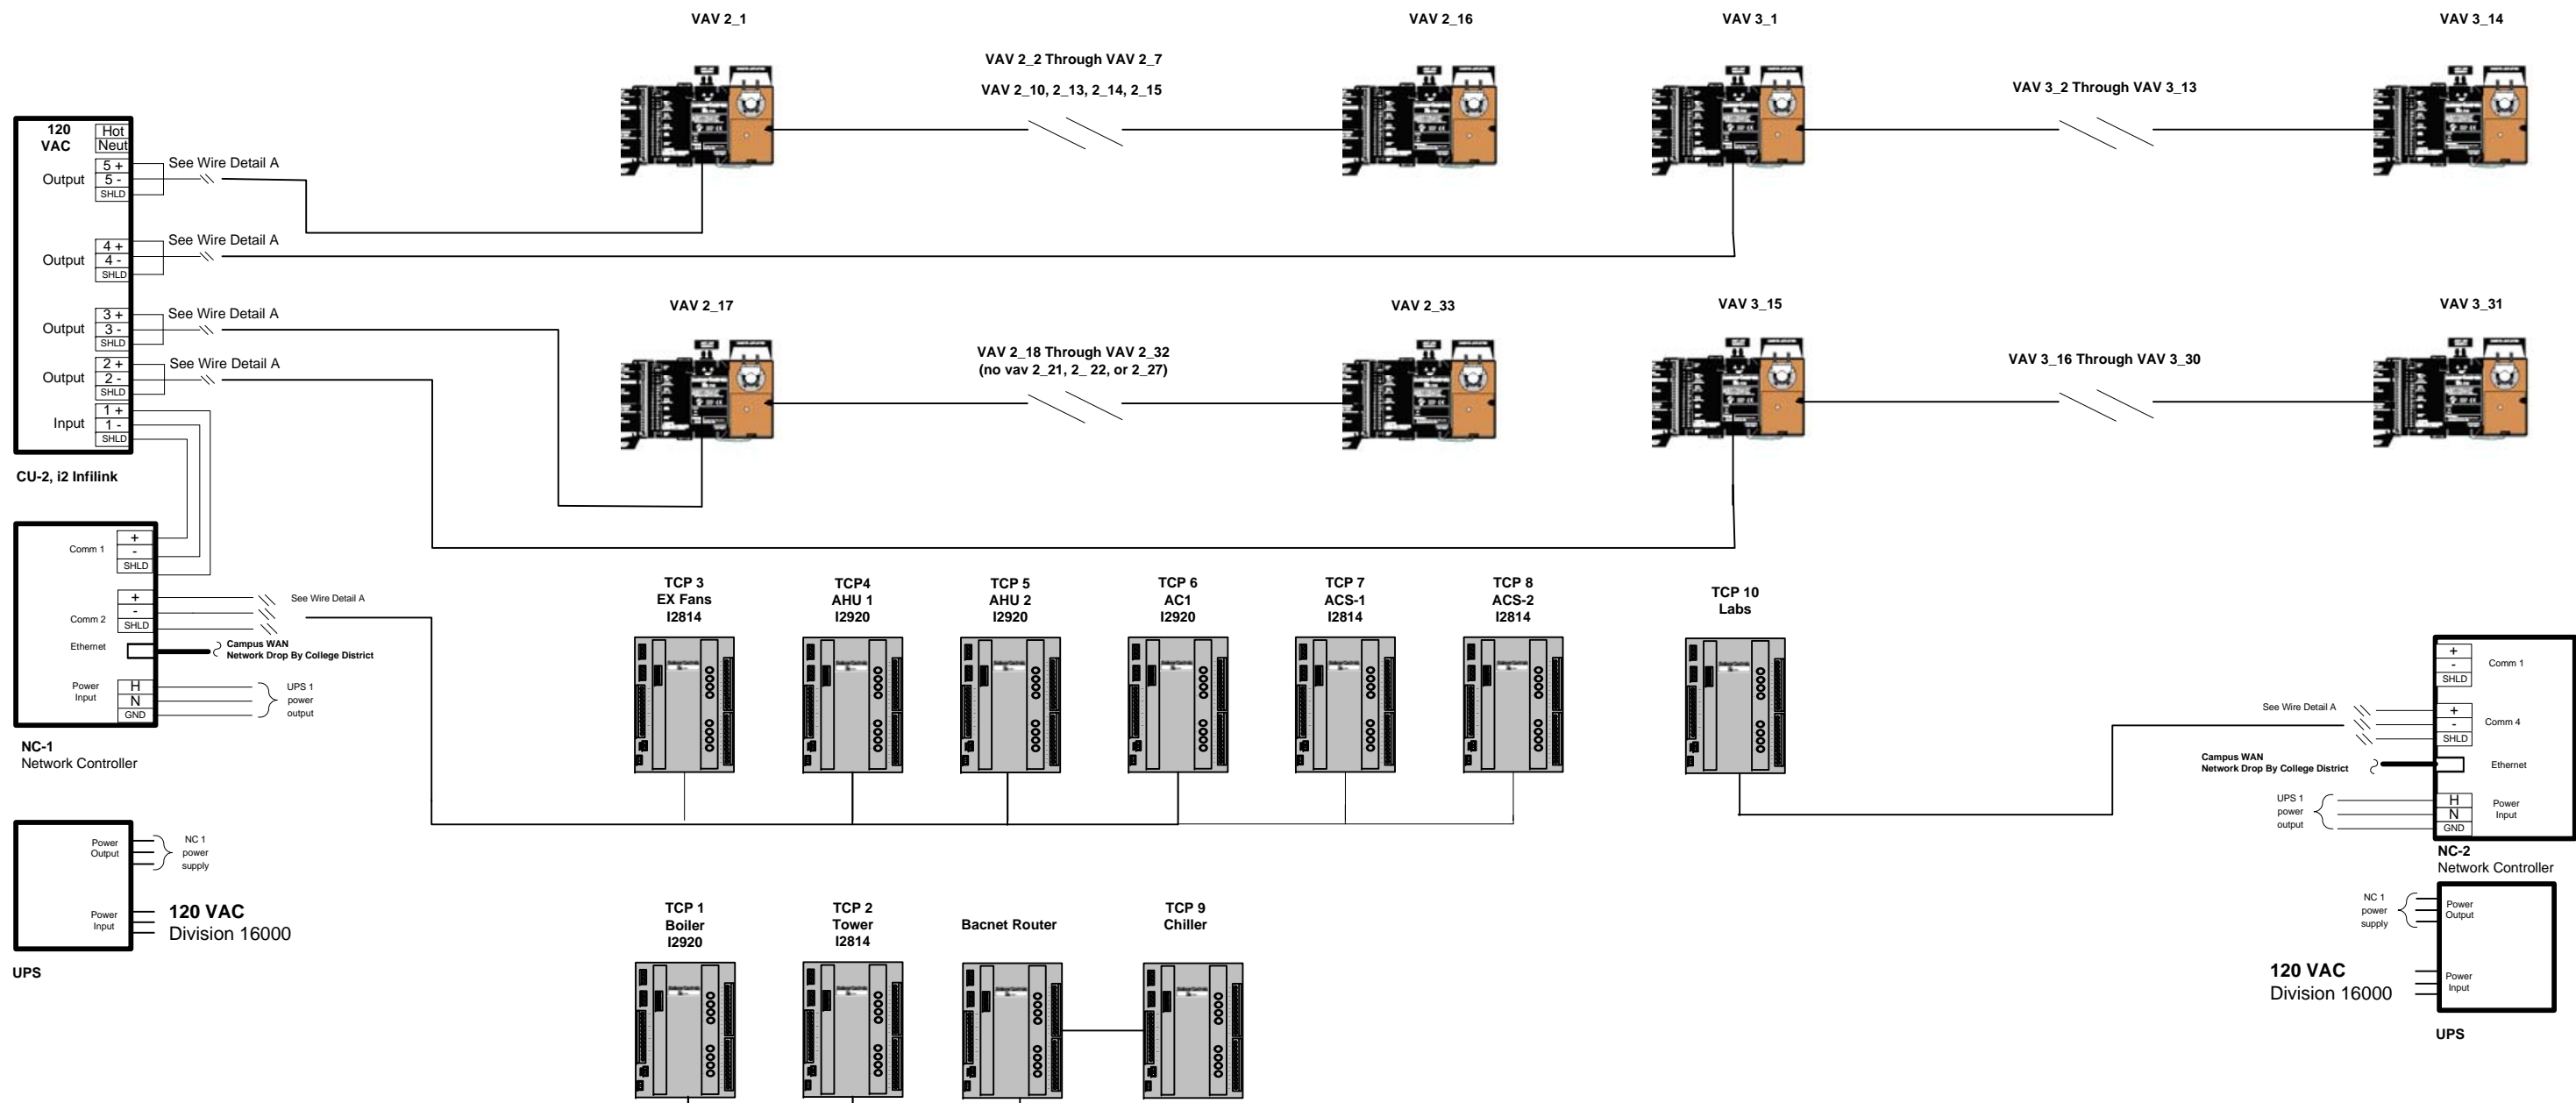 VAV 2_1
VAV 2_16
VAV 3_1
VAV 3_14
VAV 2_2 Through VAV 2_7
VAV 2_10, 2_13, 2_14, 2_15
VAV 3_2 Through VAV 3_13
120
VAC
Hot
Neut
Output
5 +
5 -
SHLD
See Wire Detail A
Output
4 +
4 -
SHLD
See Wire Detail A
Output
3 +
3 -
SHLD
See Wire Detail A
Output
2 +
2 -
SHLD
See Wire Detail A
Input
1 +
1 -
SHLD
CU-2, i2 Infilink
VAV 2_17
VAV 2_33
VAV 3_15
VAV 3_31
VAV 2_18 Through VAV 2_32
(no vav 2_21, 2_ 22, or 2_27)
VAV 3_16 Through VAV 3_30
Comm 1
+
-
SHLD
Comm 2
+
-
SHLD
See Wire Detail A
Ethernet
Campus WAN
Network Drop By College District
Power
Input
H
N
GND
UPS 1
power
output
NC-1
Network Controller
TCP 3
EX Fans
I2814
TCP4
AHU 1
I2920
TCP 5
AHU 2
I2920
TCP 6
AC1
I2920
TCP 7
ACS-1
I2814
TCP 8
ACS-2
I2814
TCP 10
Labs
+
-
SHLD
Comm 1
See Wire Detail A
+
-
SHLD
Comm 4
Campus WAN
Network Drop By College District
Ethernet
UPS 1
power
output
H
N
GND
Power
Input
NC-2
Network Controller
Power
Output
NC 1
power
supply
Power
Input
120 VAC
Division 16000
UPS
TCP 1
Boiler
I2920
TCP 2
Tower
I2814
Bacnet Router
TCP 9
Chiller
NC 1
power
supply
Power
Output
120 VAC
Division 16000
Power
Input
UPS